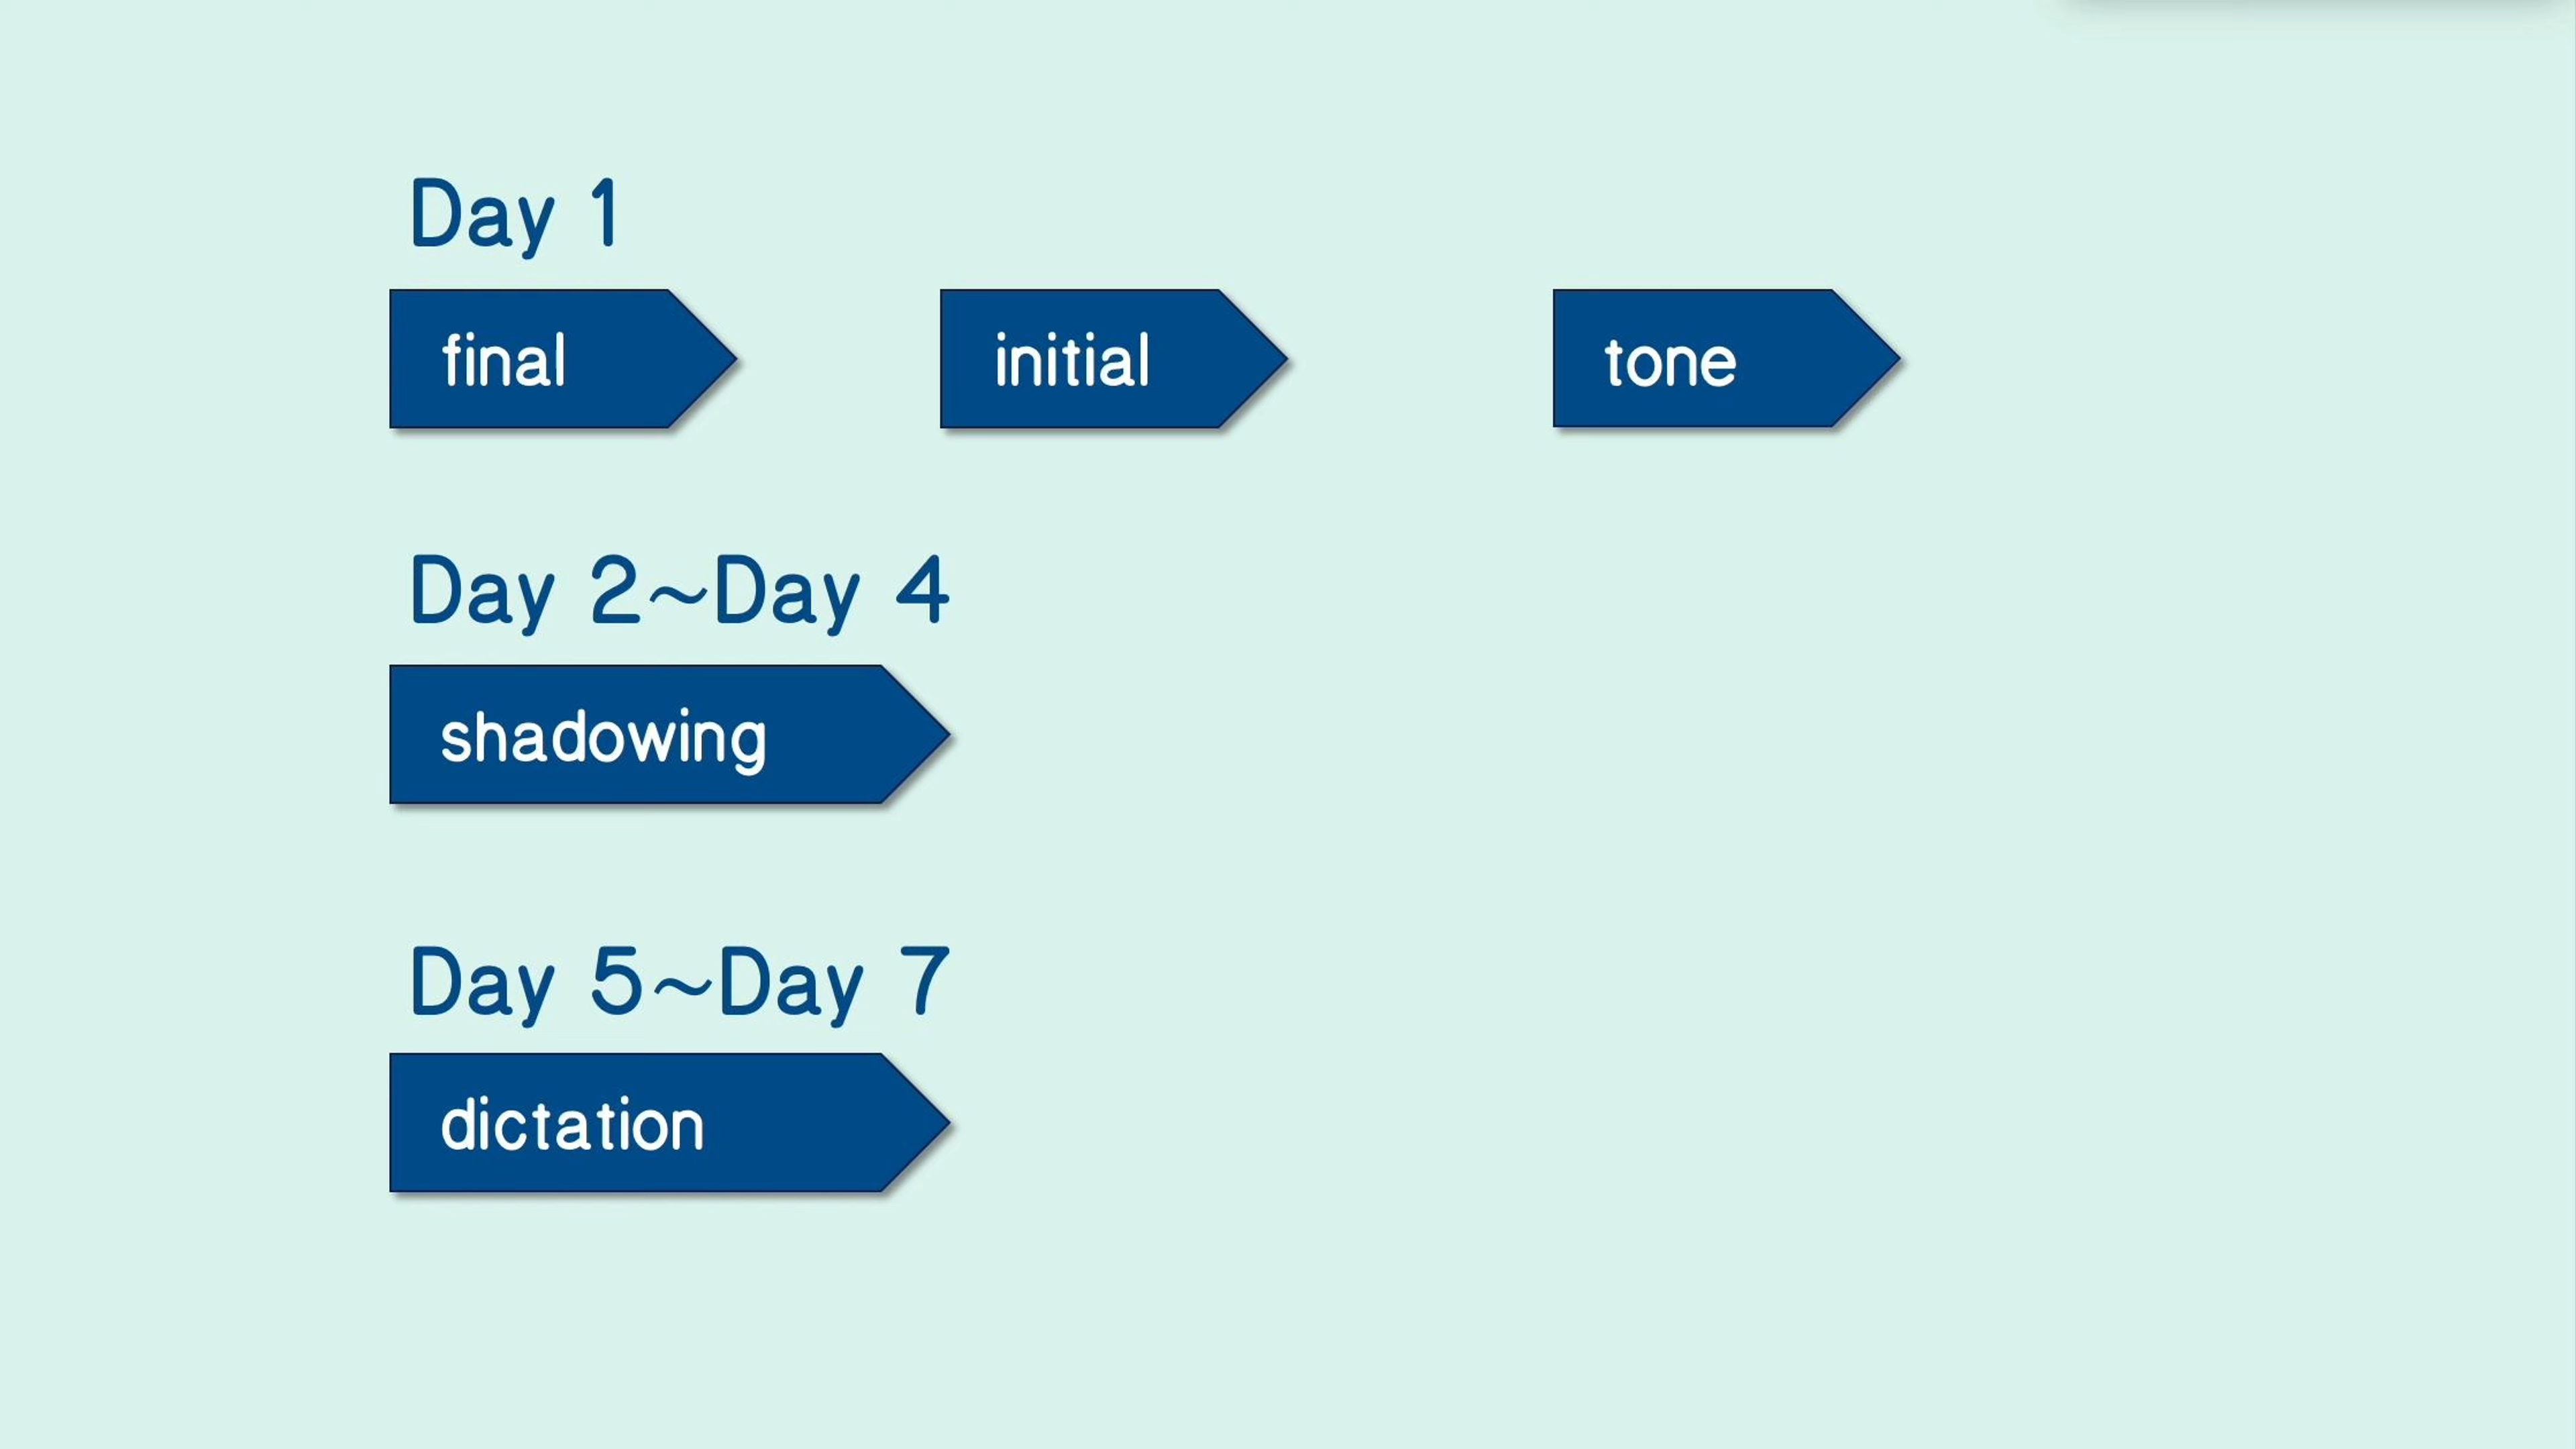 Day 1
final
initial
tone
Day 2~Day 4
shadowing
Day 5~Day 7
dictation